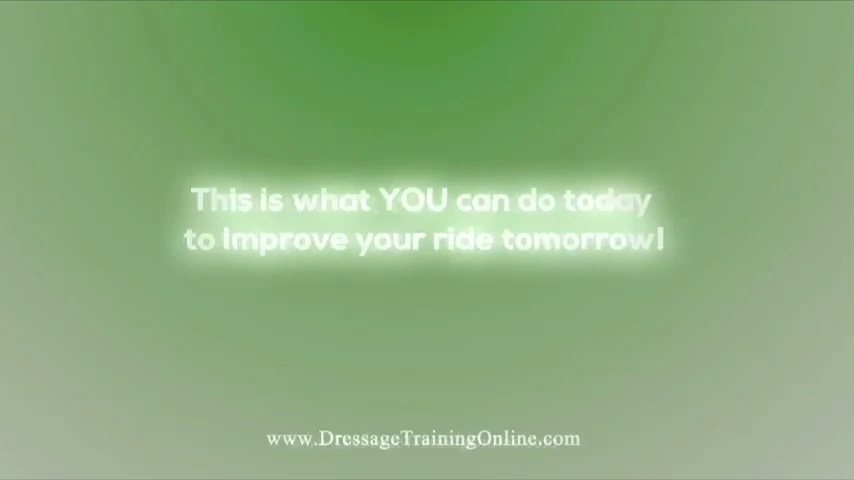 This is what YOU can do today
to Improve your ride tomorrow!
www.DressageTrainingOnline.com